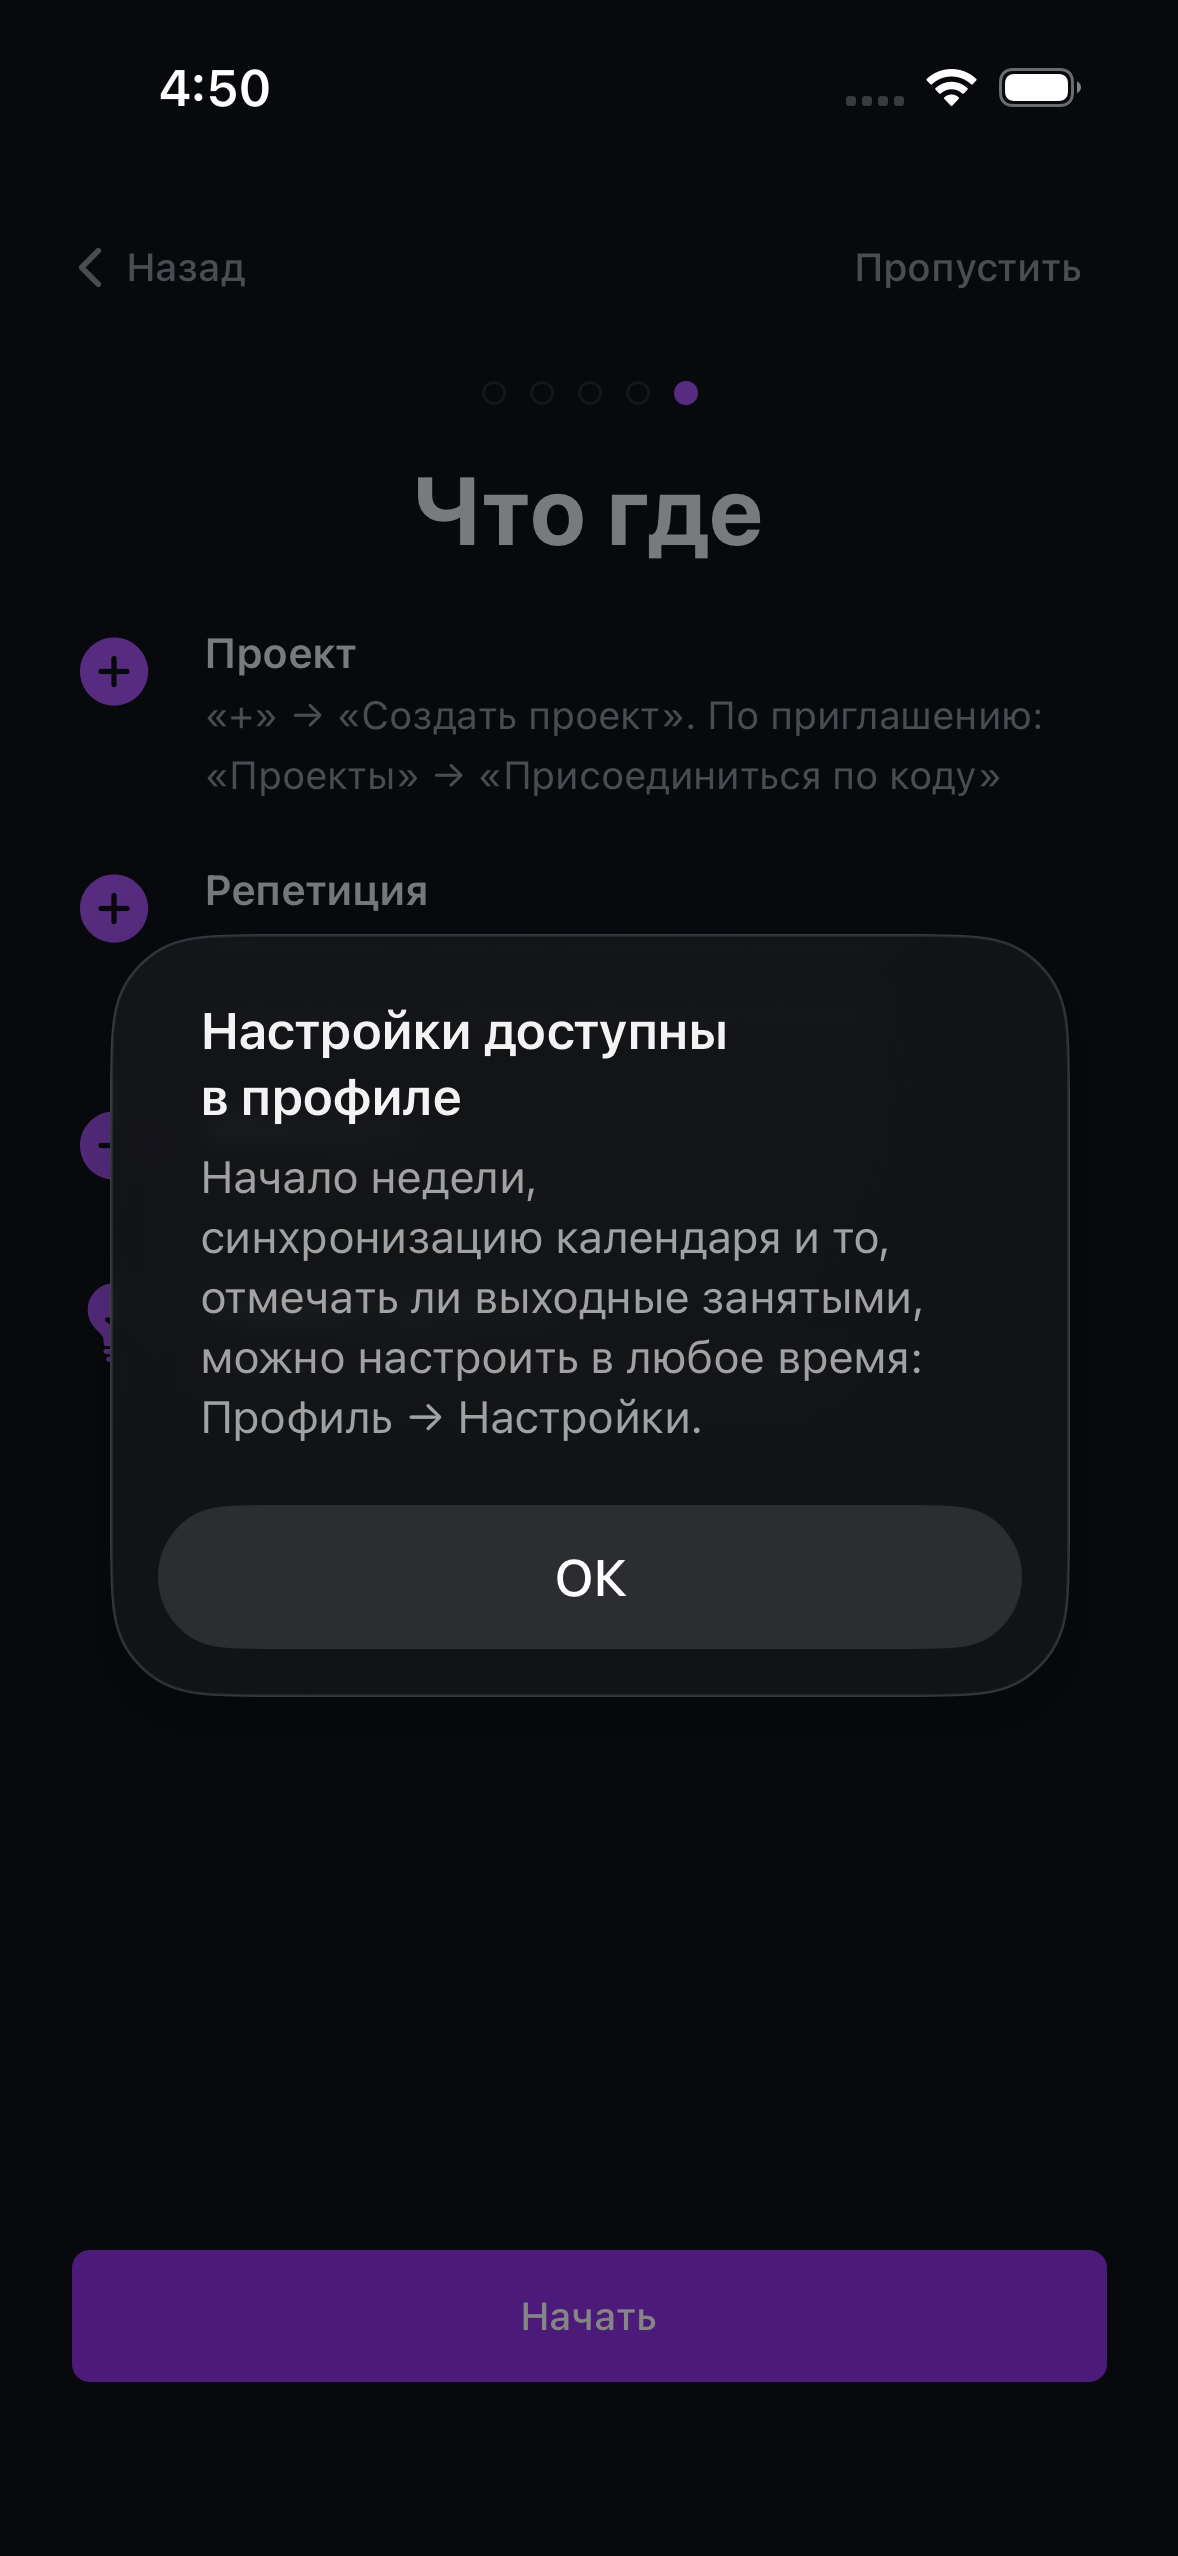 4:50
Назад
Пропустить
Что где
Проект
«+» → «Создать проект». По приглашению:
«Проекты» → «Присоединиться по коду»
Репетиция
Настройки доступны
в профиле
Начало недели,
синхронизацию календаря и то,
отмечать ли выходные занятыми,
можно настроить в любое время:
Профиль → Настройки.
ОК
Начать